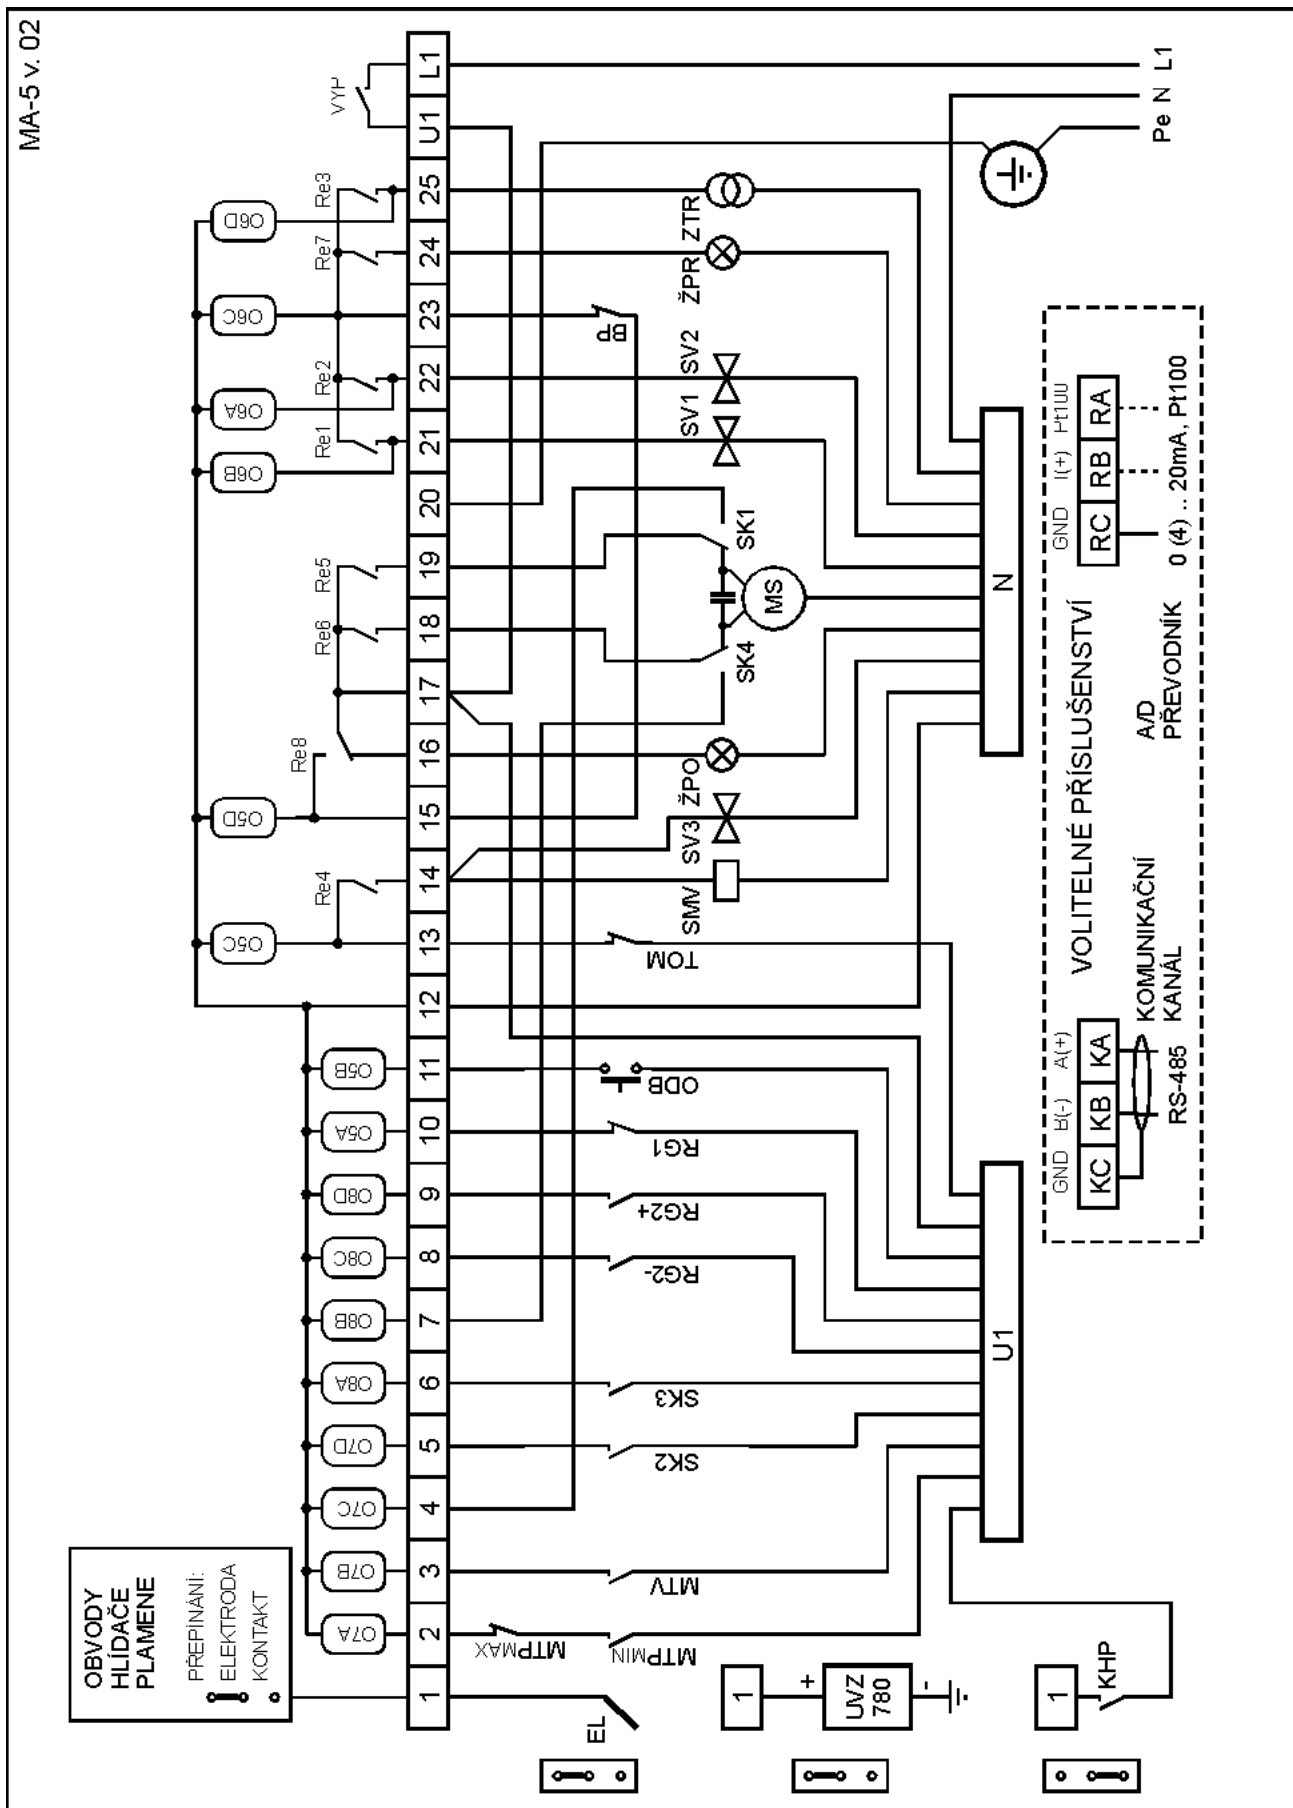 MA-5 v. 02
OBVODY
HLÍDAČE
PLAMENE
PŘEPÍNÁNÍ:
ELEKTRODA
KONTAKT
O7A
O7B
O7C
O7D
O8A
O8B
O8C
O8D
O5A
O5B
O5C
O5D
O6B
O6A
O6C
O6D
Re4
Re8
Re6
Re5
Re1
Re2
Re7
Re3
VYP
1
2
3
4
5
6
7
8
9
10
11
12
13
14
15
16
17
18
19
20
21
22
23
24
25
U1
L1
EL
MTPMAX
MTPMIN
MTV
SK2
SK3
RG2-
RG2+
RG1
ODB
TOM
SMV
SV3
ŽPO
SK4
MS
SK1
SV1
SV2
BP
ŽPR
ZTR
1
+
UVZ
780
-
1
KHP
U1
N
Pe
N
L1
VOLITELNÉ PŘÍSLUŠENSTVÍ
GND
B(-)
A(+)
KC
KB
KA
RS-485
KOMUNIKAČNÍ
KANÁL
A/D
PŘEVODNÍK
GND
I(+)
Pt100
RC
RB
RA
0 (4) .. 20mA, Pt100